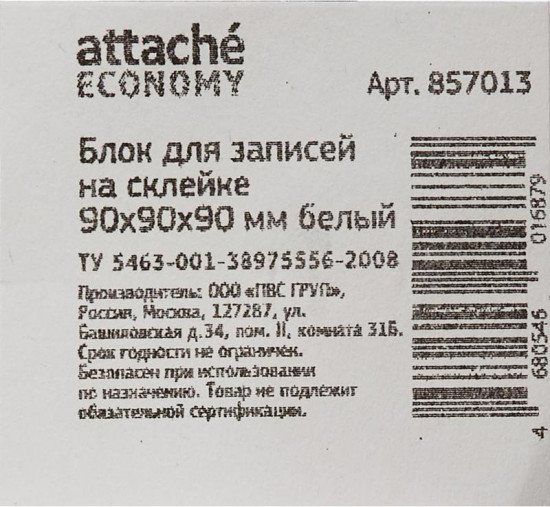 attaché
ECONOMY
Арт. 857013
Блок для записей
на склейке
90x90x90 мм белый
ТУ 5463-001-38975556-2008
Производитель: ООО «ПВС ГРУП»,
Россия, Москва, 127287, ул.
Башиловская д.34, пом. II, комната 31Б.
Срок годности не ограничен.
Безопасен при использовании
по назначению. Товар не подлежит
обязательной сертификации.
4 680546 016879